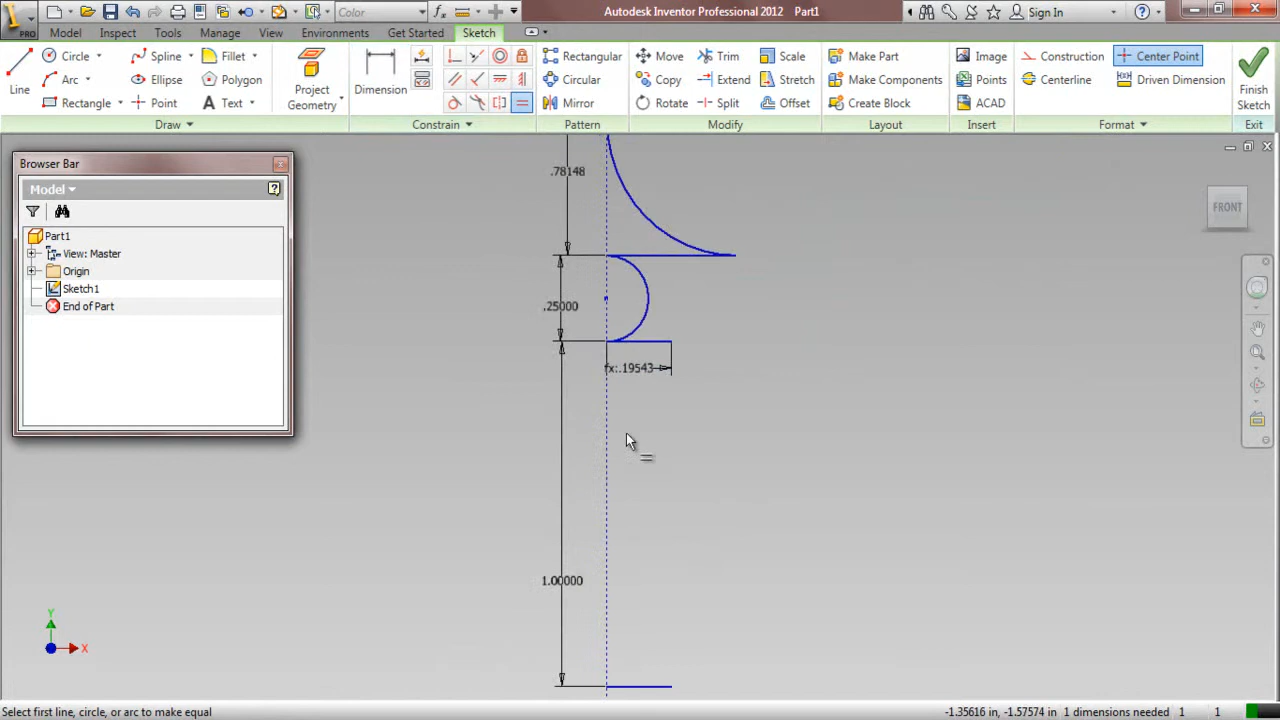 PRO
Color
Autodesk Inventor Professional 2012 Part1
Sign In
Model Inspect Tools Manage View Environments Get Started Sketch
Line
Circle
Arc
Rectangle
Spline
Ellipse
Point
Fillet
Polygon
Text
Project Geometry
Dimension
Rectangular
Circular
Mirror
Move
Copy
Rotate
Trim
Extend
Split
Scale
Stretch
Offset
Make Part
Make Components
Create Block
Image
Points
ACAD
Construction
Centerline
Center Point
Driven Dimension
Finish Sketch
Draw Constrain Pattern Modify Layout Insert Format Exit
Browser Bar
Model
Part1
View: Master
Origin
Sketch1
End of Part
.78148
.25000
fx:.19543
1.00000
FRONT
Y
X
Select first line, circle, or arc to make equal
-1.35616 in, -1.57574 in 1 dimensions needed 1 1